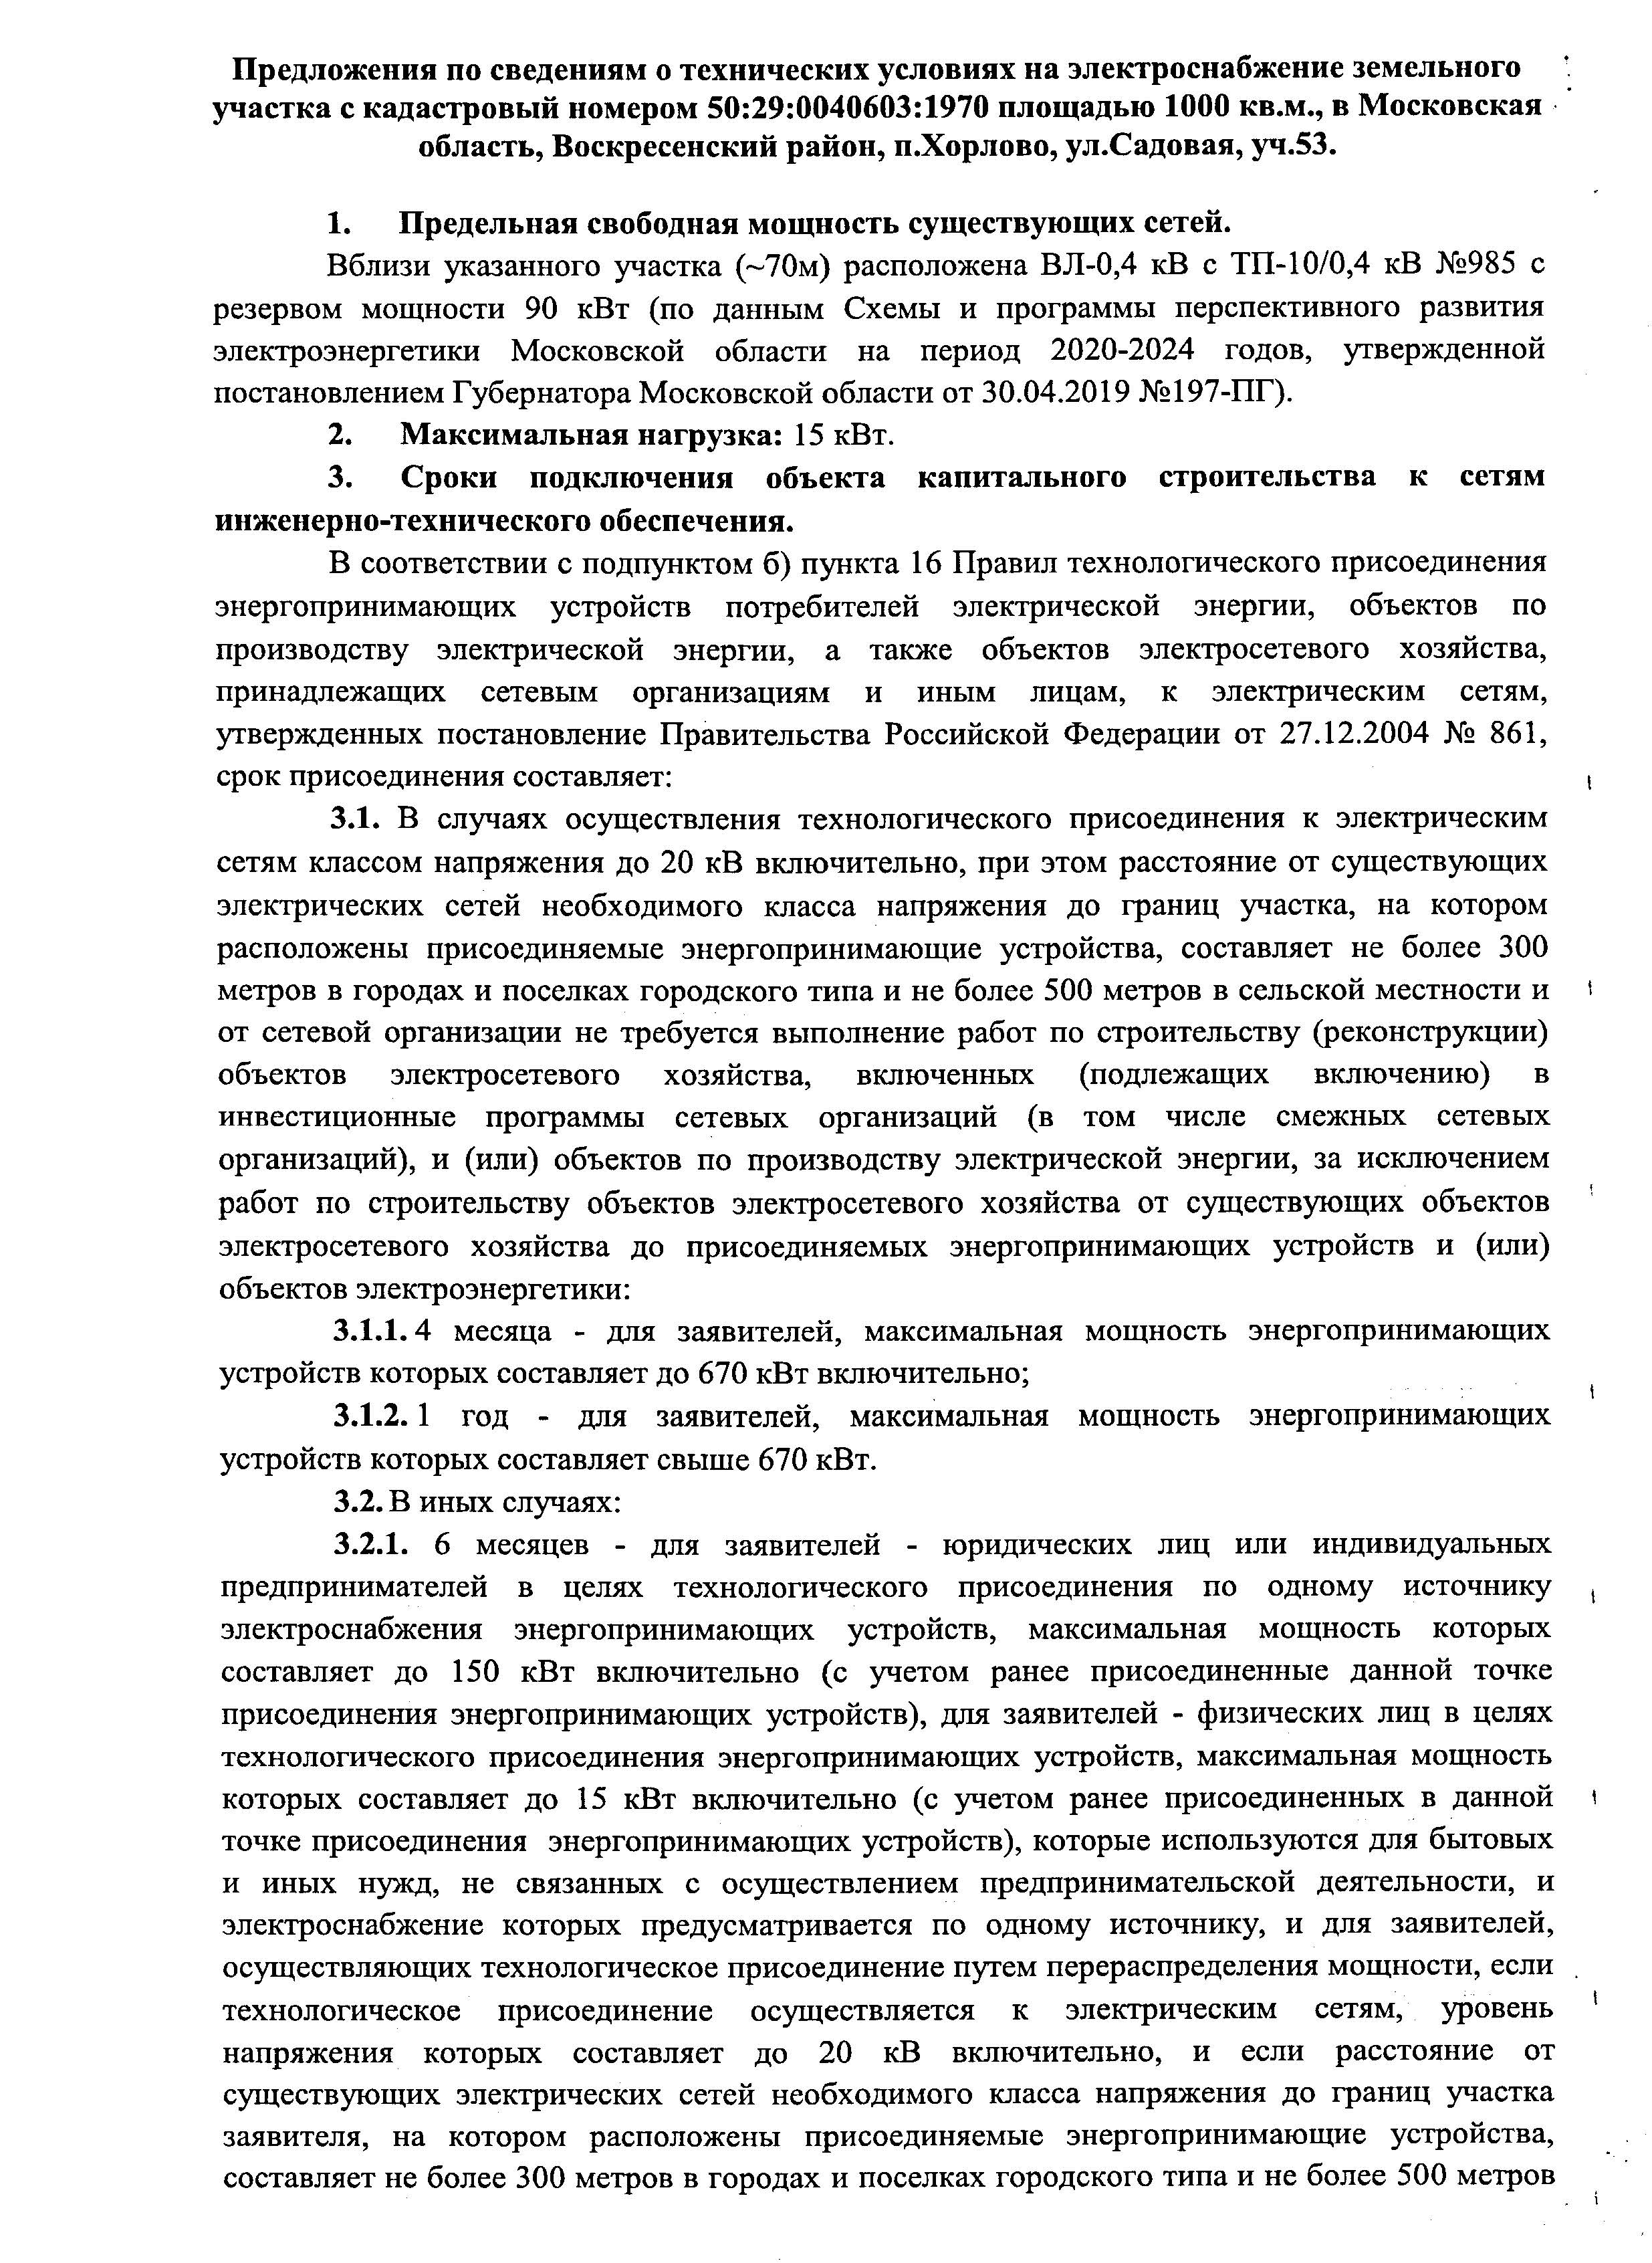 Предложения по сведениям о технических условиях на электроснабжение земельного
участка с кадастровый номером 50:29:0040603:1970 площадью 1000 кв.м., в Московская
область, Воскресенский район, п.Хорлово, ул.Садовая, уч.53.
1. Предельная свободная мощность существующих сетей.
Вблизи указанного участка (~70м) расположена ВЛ-0,4 кВ с ТП-10/0,4 кВ №985 с
резервом мощности 90 кВт (по данным Схемы и программы перспективного развития
электроэнергетики Московской области на период 2020-2024 годов, утвержденной
постановлением Губернатора Московской области от 30.04.2019 №197-ПГ).
2. Максимальная нагрузка: 15 кВт.
3. Сроки подключения объекта капитального строительства к сетям
инженерно-технического обеспечения.
В соответствии с подпунктом б) пункта 16 Правил технологического присоединения
энергопринимающих устройств потребителей электрической энергии, объектов по
производству электрической энергии, а также объектов электросетевого хозяйства,
принадлежащих сетевым организациям и иным лицам, к электрическим сетям,
утвержденных постановление Правительства Российской Федерации от 27.12.2004 № 861,
срок присоединения составляет:
3.1. В случаях осуществления технологического присоединения к электрическим
сетям классом напряжения до 20 кВ включительно, при этом расстояние от существующих
электрических сетей необходимого класса напряжения до границ участка, на котором
расположены присоединяемые энергопринимающие устройства, составляет не более 300
метров в городах и поселках городского типа и не более 500 метров в сельской местности и
от сетевой организации не требуется выполнение работ по строительству (реконструкции)
объектов электросетевого хозяйства, включенных (подлежащих включению) в
инвестиционные программы сетевых организаций (в том числе смежных сетевых
организаций), и (или) объектов по производству электрической энергии, за исключением
работ по строительству объектов электросетевого хозяйства от существующих объектов
электросетевого хозяйства до присоединяемых энергопринимающих устройств и (или)
объектов электроэнергетики:
3.1.1. 4 месяца - для заявителей, максимальная мощность энергопринимающих
устройств которых составляет до 670 кВт включительно;
3.1.2. 1 год - для заявителей, максимальная мощность энергопринимающих
устройств которых составляет свыше 670 кВт.
3.2. В иных случаях:
3.2.1. 6 месяцев - для заявителей - юридических лиц или индивидуальных
предпринимателей в целях технологического присоединения по одному источнику
электроснабжения энергопринимающих устройств, максимальная мощность которых
составляет до 150 кВт включительно (с учетом ранее присоединенные данной точке
присоединения энергопринимающих устройств), для заявителей - физических лиц в целях
технологического присоединения энергопринимающих устройств, максимальная мощность
которых составляет до 15 кВт включительно (с учетом ранее присоединенных в данной
точке присоединения энергопринимающих устройств), которые используются для бытовых
и иных нужд, не связанных с осуществлением предпринимательской деятельности, и
электроснабжение которых предусматривается по одному источнику, и для заявителей,
осуществляющих технологическое присоединение путем перераспределения мощности, если
технологическое присоединение осуществляется к электрическим сетям, уровень
напряжения которых составляет до 20 кВ включительно, и если расстояние от
существующих электрических сетей необходимого класса напряжения до границ участка
заявителя, на котором расположены присоединяемые энергопринимающие устройства,
составляет не более 300 метров в городах и поселках городского типа и не более 500 метров